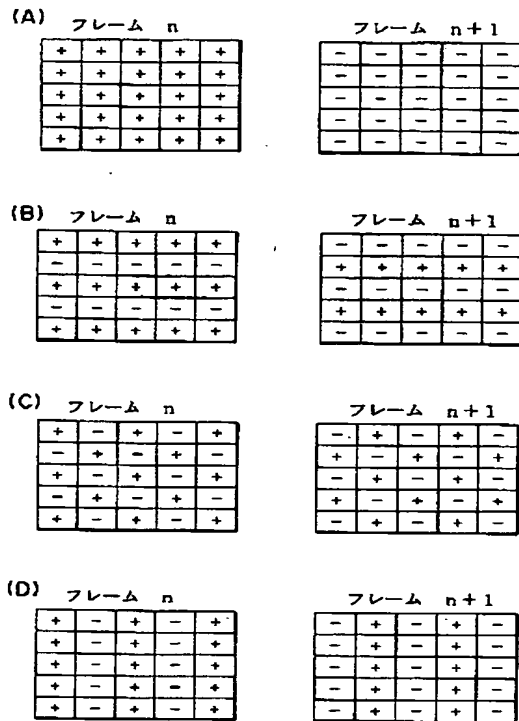 (A) フレーム n フレーム n+1
+ + + + + - - - - -
+ + + + + - - - - -
+ + + + + - - - - -
+ + + + + - - - - -
+ + + + + - - - - -
(B) フレーム n フレーム n+1
+ + + + + - - - - -
- - - - - + + + + +
+ + + + + - - - - -
- - - - - + + + + +
+ + + + + - - - - -
(C) フレーム n フレーム n+1
+ - + - + - + - + -
- + - + - + - + - +
+ - + - + - + - + -
- + - + - + - + - +
+ - + - + - + - + -
(D) フレーム n フレーム n+1
+ - + - + - + - + -
+ - + - + - + - + -
+ - + - + - + - + -
+ - + - + - + - + -
+ - + - + - + - + -